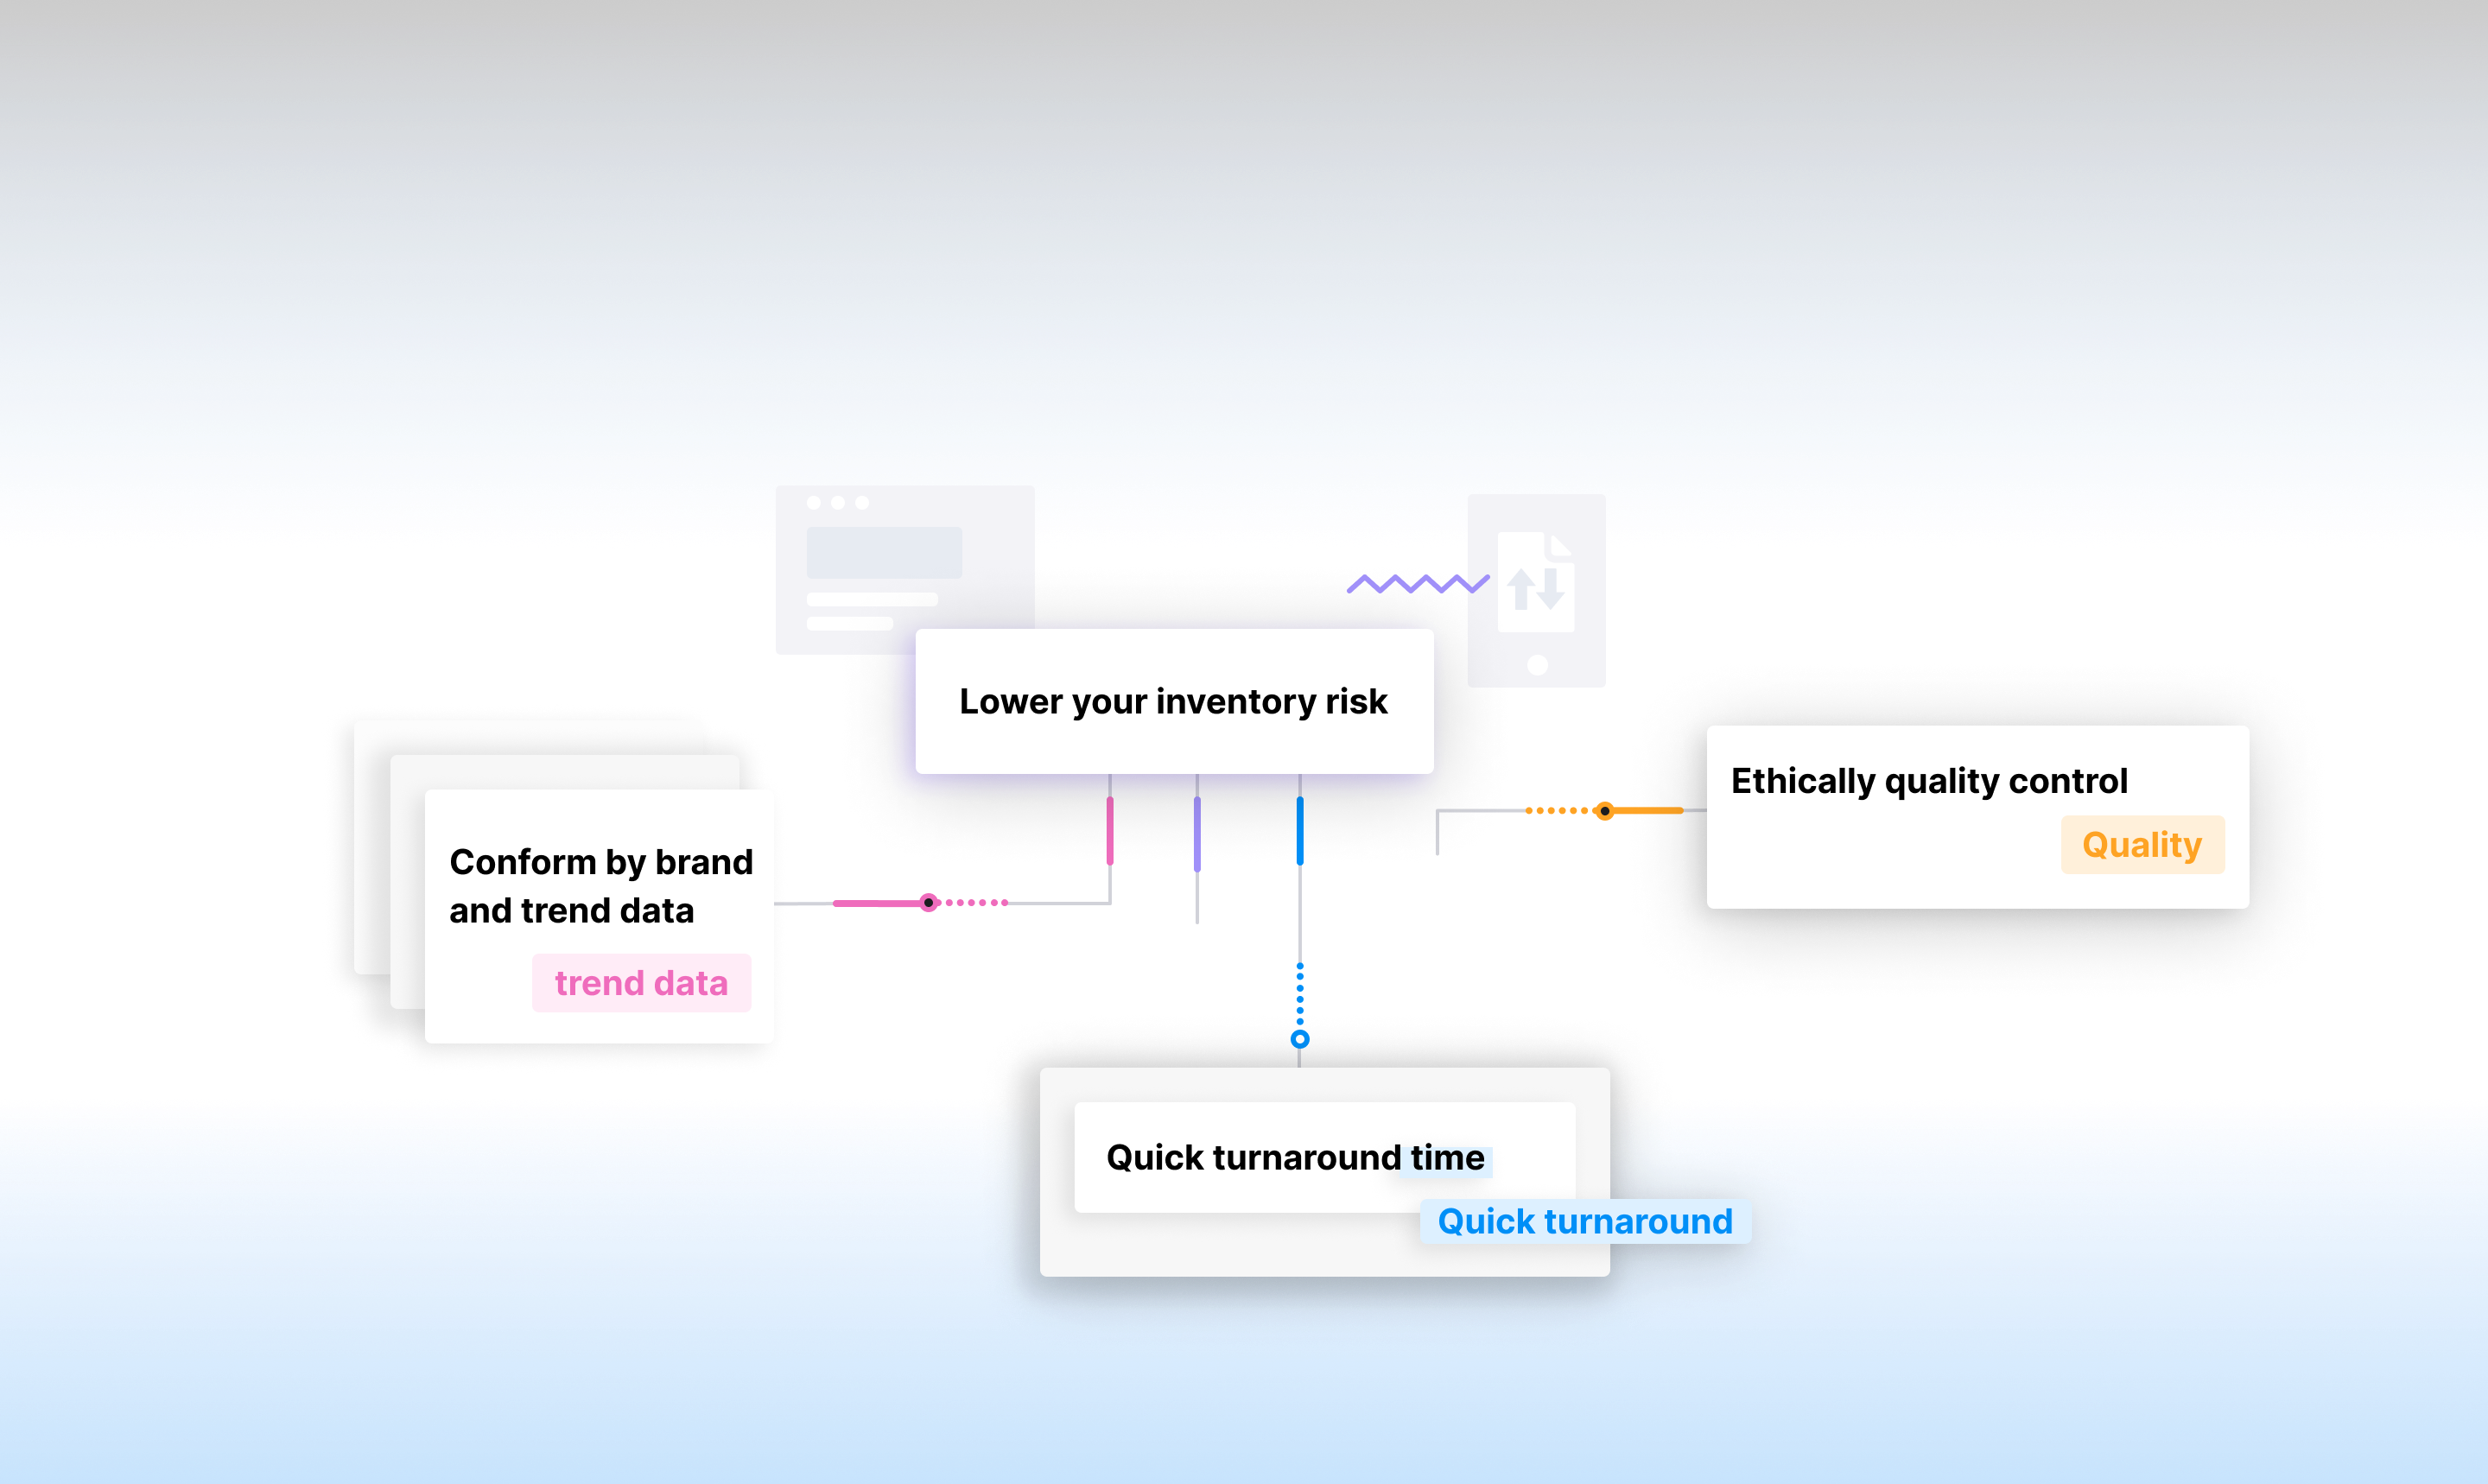 Lower your inventory risk
Ethically quality control
Quality
Conform by brand
and trend data
trend data
Quick turnaround time
Quick turnaround